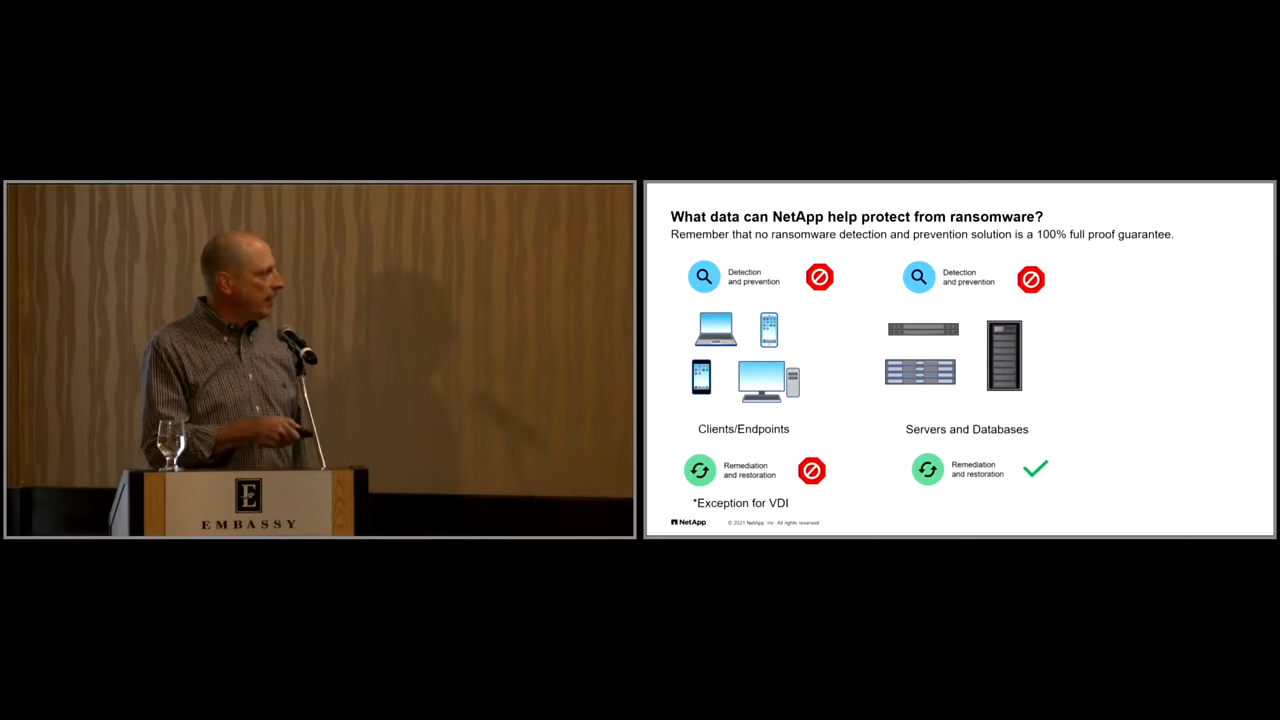 E
EMBASSY
What data can NetApp help protect from ransomware?
Remember that no ransomware detection and prevention solution is a 100% full proof guarantee.
Detection
and prevention
Detection
and prevention
Clients/Endpoints
Servers and Databases
Remediation
and restoration
Remediation
and restoration
*Exception for VDI
NetApp
© 2021 NetApp, Inc. All rights reserved